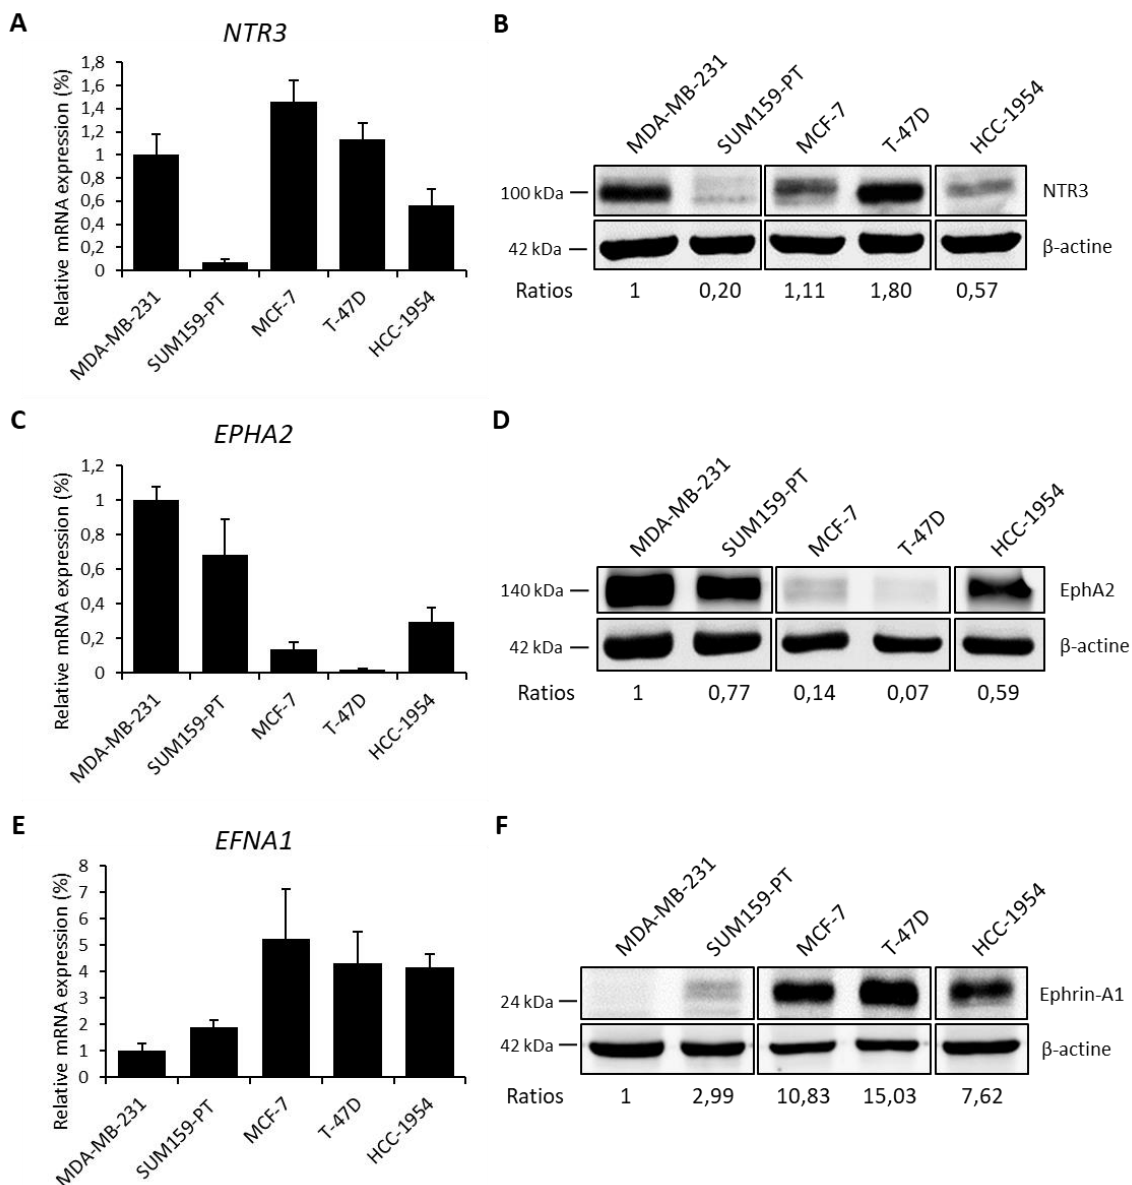 A
NTR3
Relative mRNA expression (%)
1,8
1,6
1,4
1,2
1
0,8
0,6
0,4
0,2
0
MDA-MB-231
SUM159-PT
MCF-7
T-47D
HCC-1954
B
MDA-MB-231
SUM159-PT
MCF-7
T-47D
HCC-1954
100 kDa
NTR3
42 kDa
β-actine
Ratios 1 0,20 1,11 1,80 0,57
C
EPHA2
Relative mRNA expression (%)
1,2
1
0,8
0,6
0,4
0,2
0
MDA-MB-231
SUM159-PT
MCF-7
T-47D
HCC-1954
D
MDA-MB-231
SUM159-PT
MCF-7
T-47D
HCC-1954
140 kDa
EphA2
42 kDa
β-actine
Ratios 1 0,77 0,14 0,07 0,59
E
EFNA1
Relative mRNA expression (%)
8
7
6
5
4
3
2
1
0
MDA-MB-231
SUM159-PT
MCF-7
T-47D
HCC-1954
F
MDA-MB-231
SUM159-PT
MCF-7
T-47D
HCC-1954
24 kDa
Ephrin-A1
42 kDa
β-actine
Ratios 1 2,99 10,83 15,03 7,62